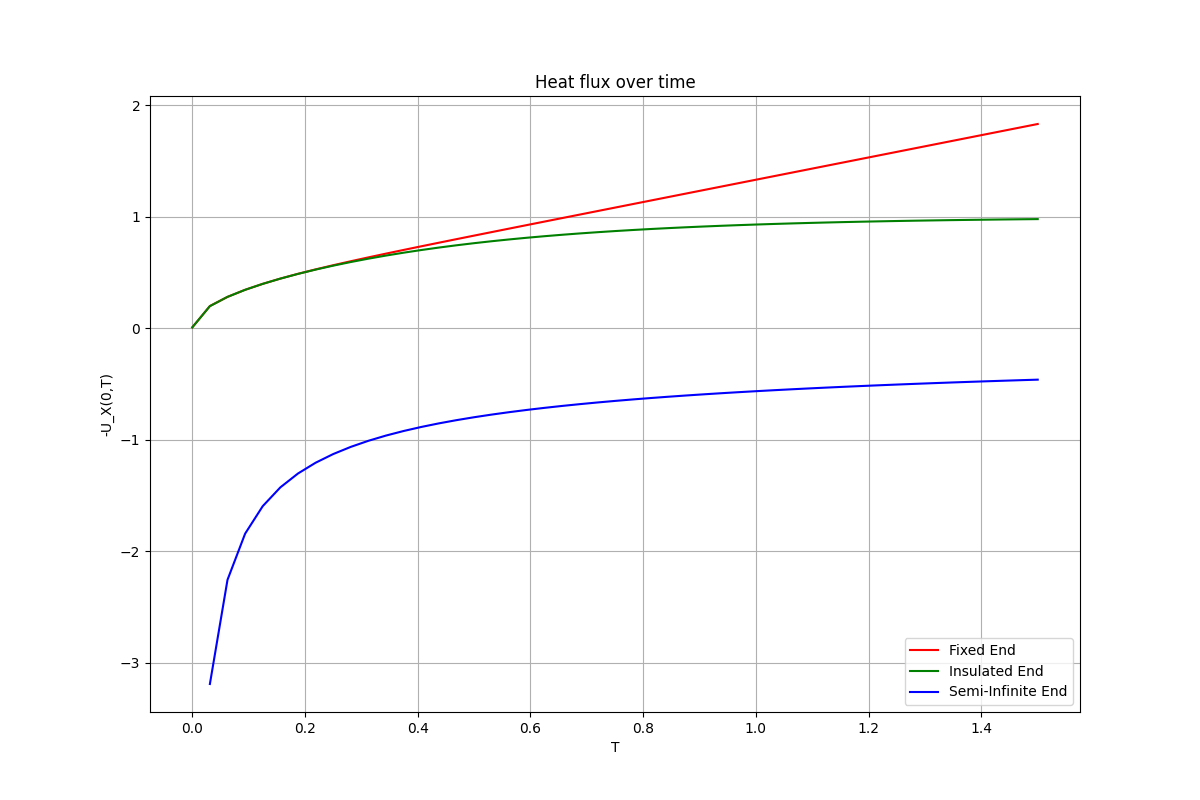 Heat flux over time
2
1
0
−1
−2
−3
-U_X(0,T)
0.0 0.2 0.4 0.6 0.8 1.0 1.2 1.4
T
Fixed End
Insulated End
Semi-Infinite End